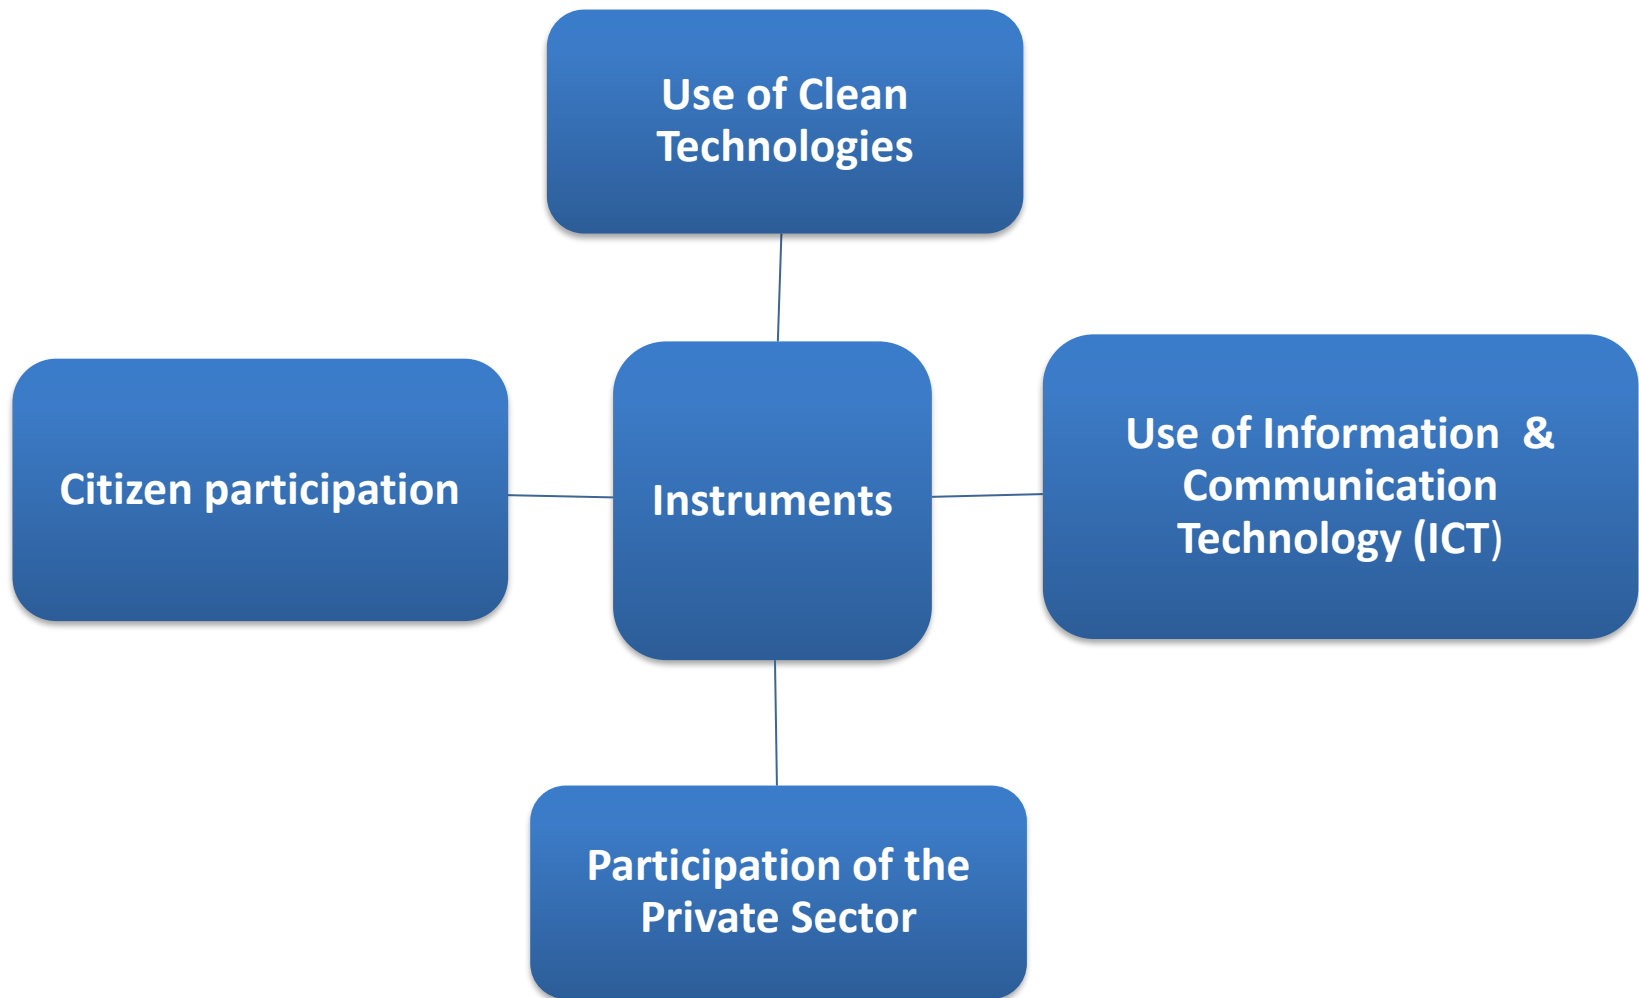 Use of Clean
Technologies
Citizen participation
Instruments
Use of Information  &
Communication
Technology (ICT)
Participation of the
Private Sector